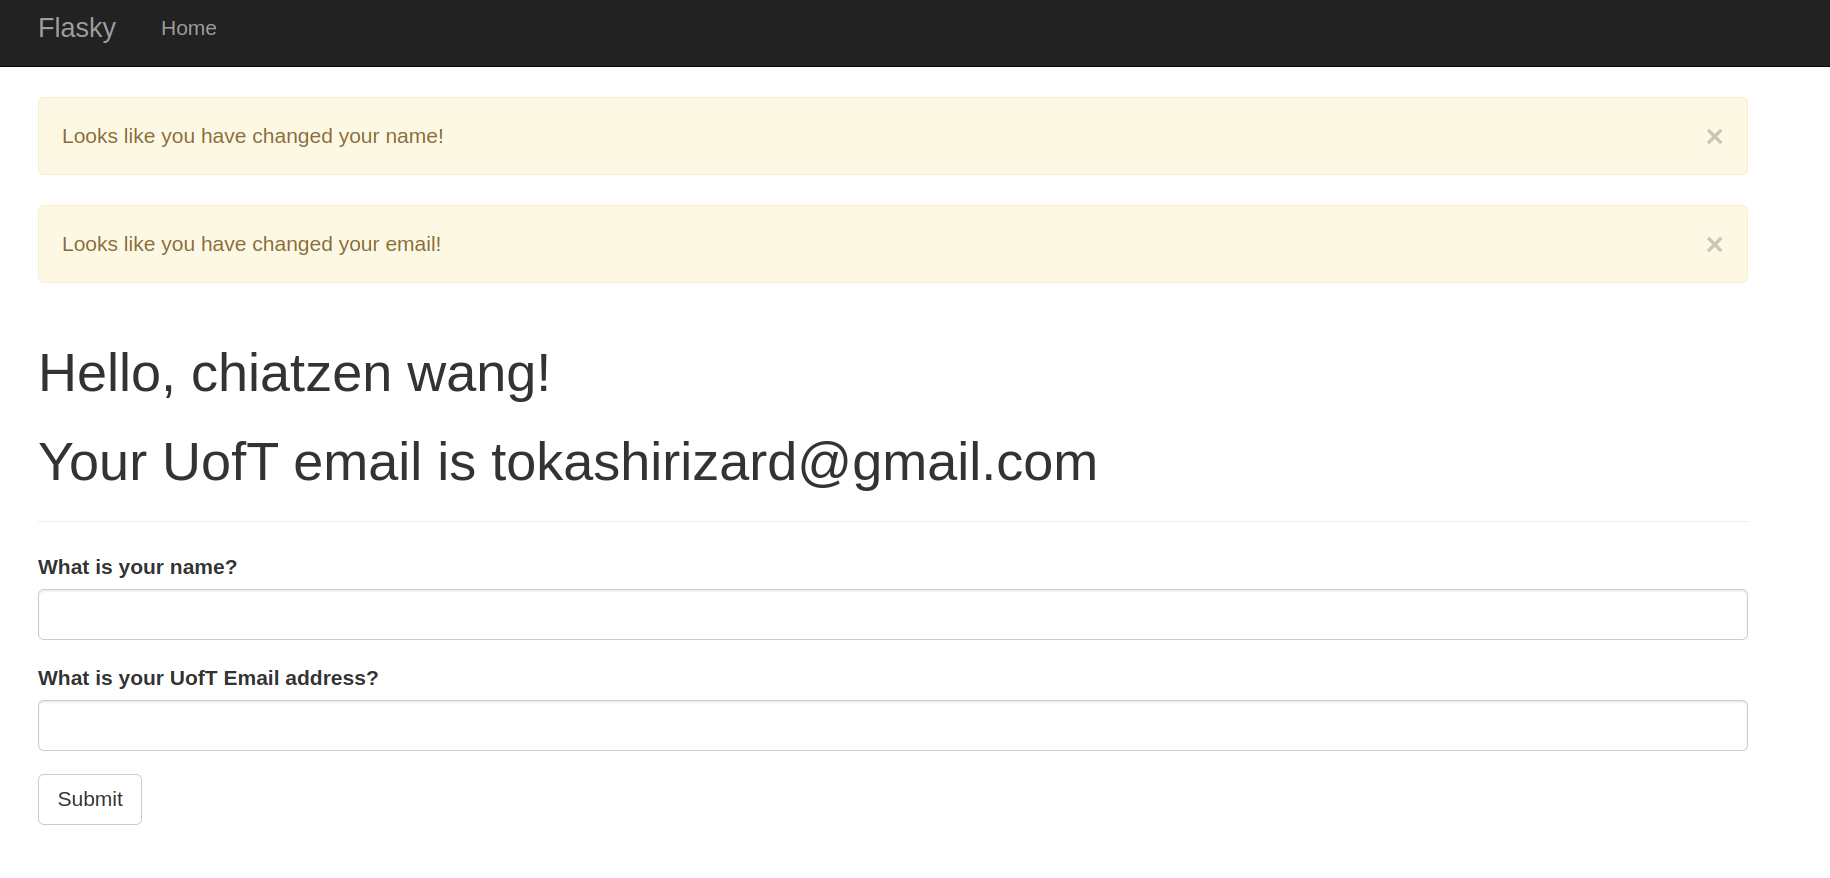 Flasky Home
Looks like you have changed your name! ×
Looks like you have changed your email! ×
Hello, chiatzen wang!
Your UofT email is tokashirizard@gmail.com
What is your name?
What is your UofT Email address?
Submit